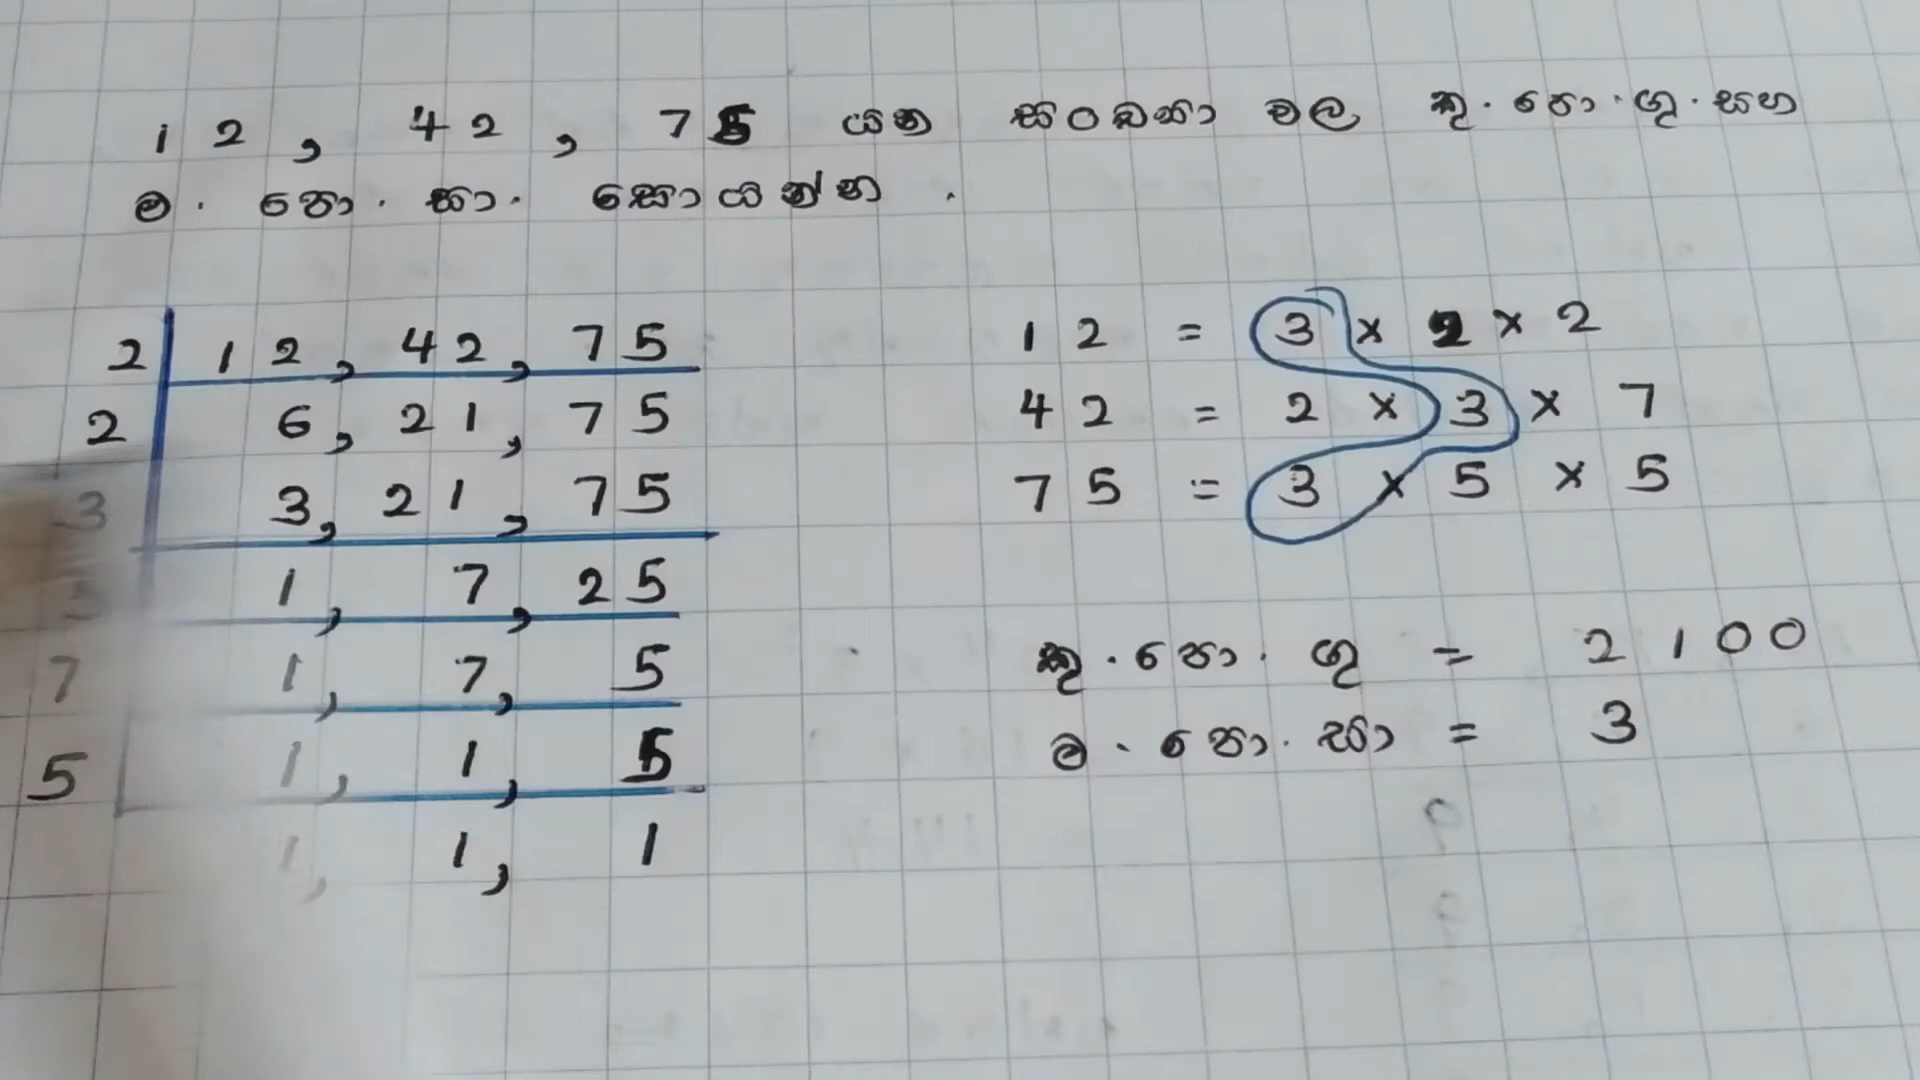 12, 42, 75 යන සංඛ්‍යා වල කු.පො.ගු.සහ
ම. පො. සා. සොයන්න .
2 | 12, 42, 75
2 | 6, 21, 75
3 | 3, 21, 75
5 | 1, 7, 25
7 | 1, 7, 5
5 | 1, 1, 5
1, 1, 1
12 = 3 × 2 × 2
42 = 2 × 3 × 7
75 = 3 × 5 × 5
කු.පො. ගු = 2100
ම. පො. සා = 3